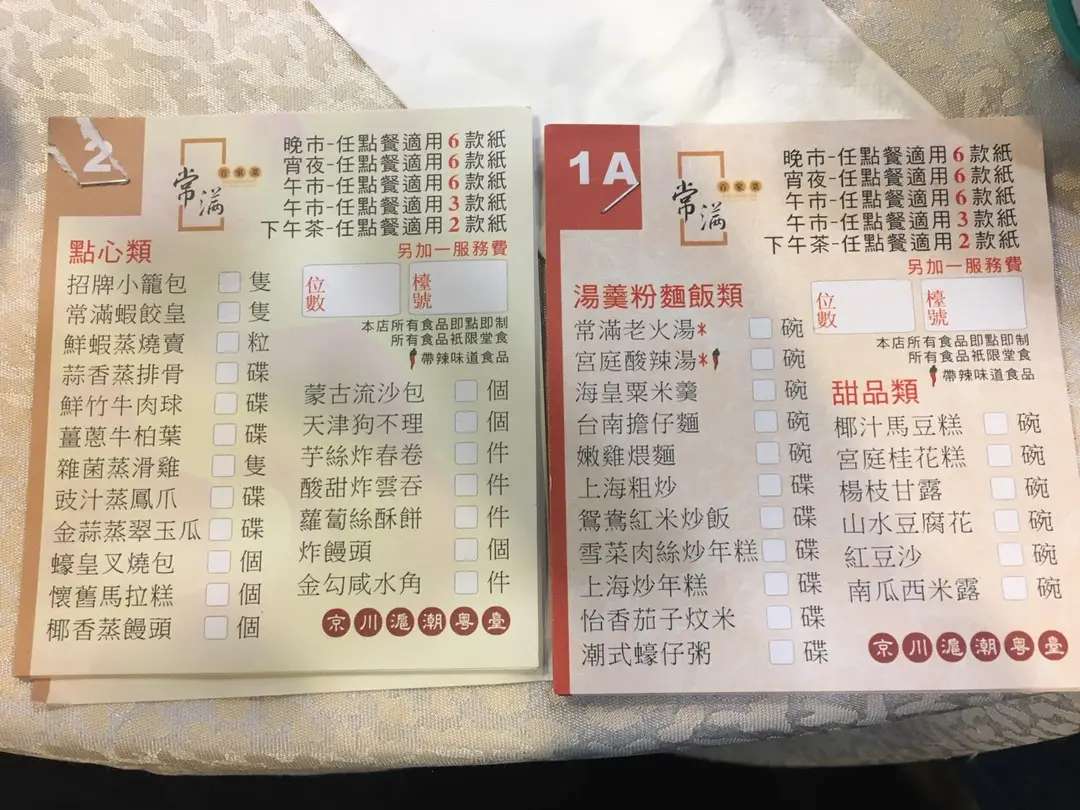 2
常满
晚市-任點餐適用6款紙
宵夜-任點餐適用6款紙
午市-任點餐適用6款紙
午市-任點餐適用3款紙
下午茶-任點餐適用2款紙
另加一服務費
位數
檯號
本店所有食品即點即制
所有食品祇限堂食
帶辣味道食品
點心類
招牌小籠包 隻
常滿蝦餃皇 隻
鮮蝦蒸燒賣 粒
蒜香蒸排骨 碟
鮮竹牛肉球 碟
薑蔥牛柏葉 碟
雜菌蒸滑雞 隻
豉汁蒸鳳爪 碟
金蒜蒸翠玉瓜 碟
蠔皇叉燒包 個
懷舊馬拉糕 個
椰香蒸饅頭 個
蒙古流沙包 個
天津狗不理 個
芋絲炸春卷 件
酸甜炸雲吞 件
蘿蔔絲酥餅 件
炸饅頭 件
金勾咸水角 件
京川滬潮粵臺
1A
常满
晚市-任點餐適用6款紙
宵夜-任點餐適用6款紙
午市-任點餐適用6款紙
午市-任點餐適用3款紙
下午茶-任點餐適用2款紙
另加一服務費
位數
檯號
本店所有食品即點即制
所有食品祇限堂食
帶辣味道食品
湯羹粉麵飯類
常滿老火湯* 碗
宮庭酸辣湯* 碗
海皇粟米羹 碗
台南擔仔麵 碗
嫩雞煨麵 碗
上海粗炒 碟
鴛鴦紅米炒飯 碟
雪菜肉絲炒年糕 碟
上海炒年糕 碟
怡香茄子炆米 碟
潮式蠔仔粥 碟
甜品類
椰汁馬豆糕 碗
宮庭桂花糕 碗
楊枝甘露 碗
山水豆腐花 碗
紅豆沙 碗
南瓜西米露 碗
京川滬潮粵臺